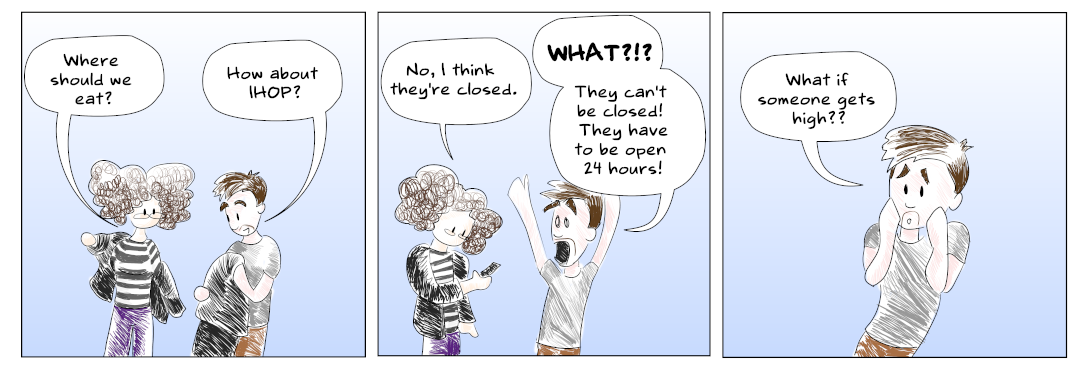 Where
should we
eat?
How about
IHOP?
No, I think
they're closed.
WHAT?!?
They can't
be closed!
They have
to be open
24 hours!
What if
someone gets
high??